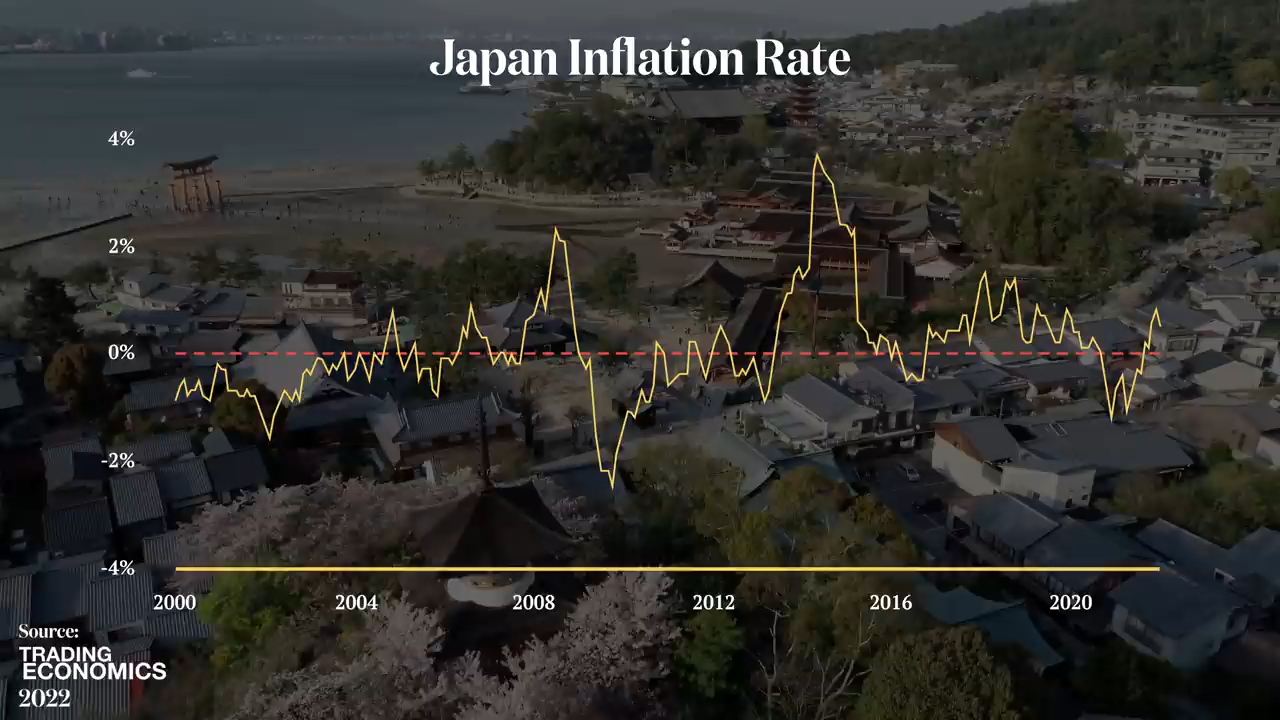 Japan Inflation Rate
4%
2%
0%
-2%
-4%
2000 2004 2008 2012 2016 2020
Source:
TRADING
ECONOMICS
2022